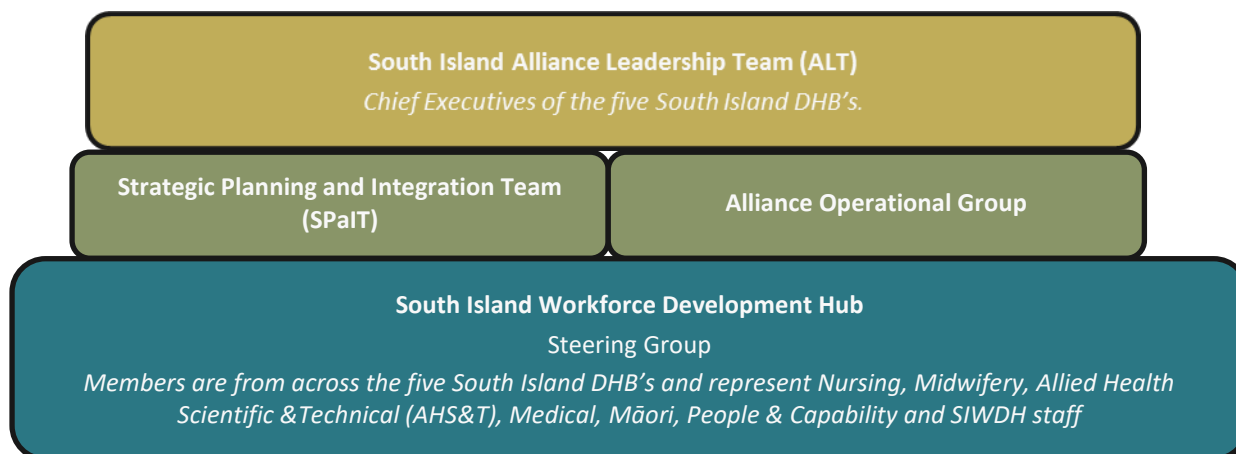 South Island Alliance Leadership Team (ALT)
Chief Executives of the five South Island DHB's.
Strategic Planning and Integration Team
(SPaIT)
Alliance Operational Group
South Island Workforce Development Hub
Steering Group
Members are from across the five South Island DHB's and represent Nursing, Midwifery, Allied Health
Scientific &Technical (AHS&T), Medical, Māori, People & Capability and SIWDH staff